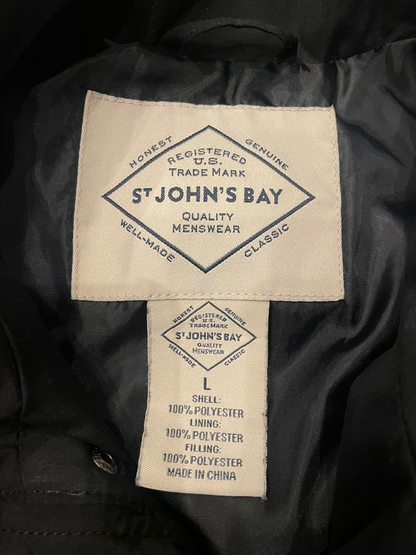 HONEST GENUINE
REGISTERED
U.S.
TRADE MARK
ST JOHN'S BAY
QUALITY
MENSWEAR
WELL-MADE CLASSIC
HONEST GENUINE
REGISTERED
U.S.
TRADE MARK
ST JOHN'S BAY
QUALITY
MENSWEAR
WELL-MADE CLASSIC
L
SHELL:
100% POLYESTER
LINING:
100% POLYESTER
FILLING:
100% POLYESTER
MADE IN CHINA